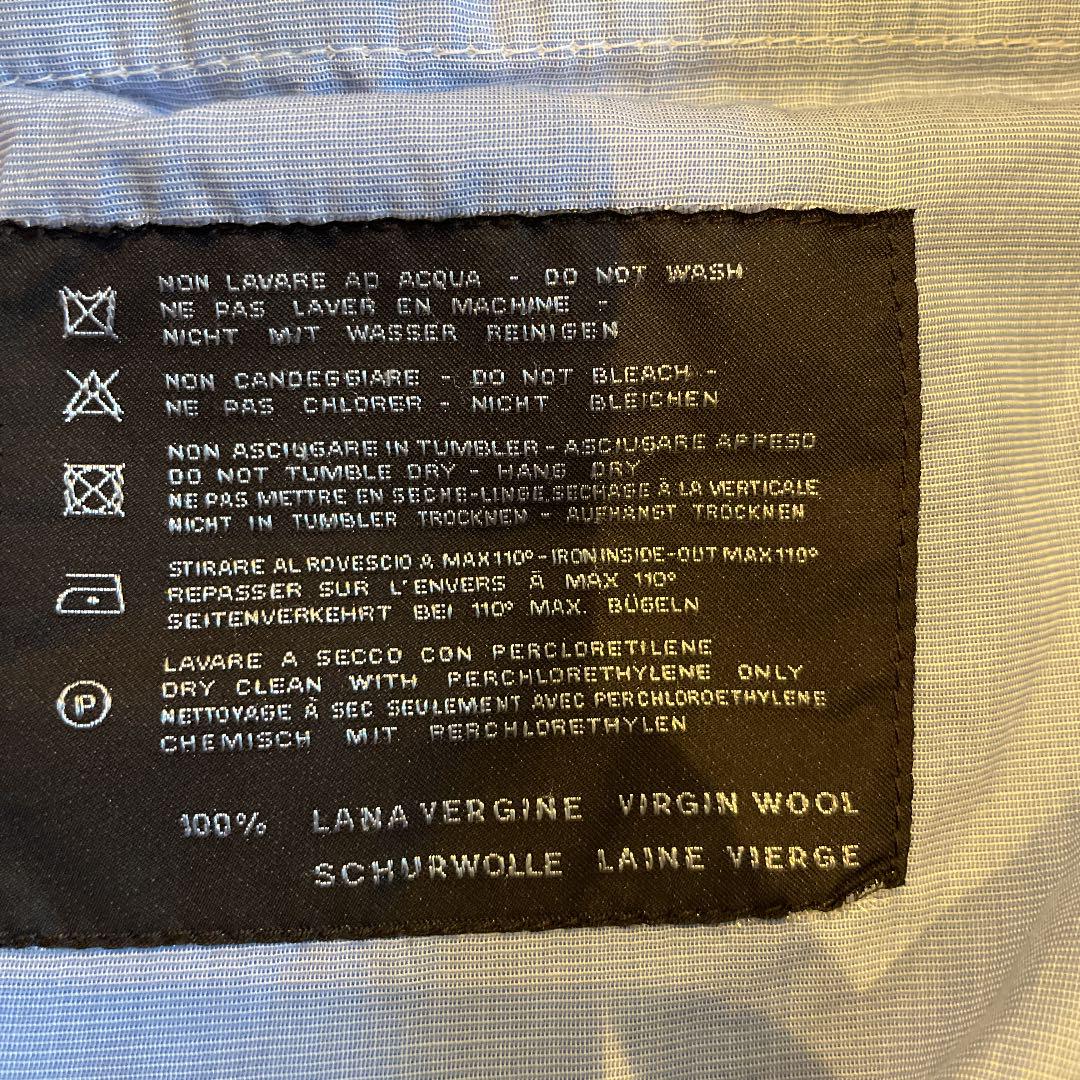 NON LAVARE AD ACQUA - DO NOT WASH
NE PAS LAVER EN MACHINE -
NICHT MIT WASSER REINIGEN
NON CANDEGGIARE - DO NOT BLEACH -
NE PAS CHLORER - NICHT BLEICHEN
NON ASCIUGARE IN TUMBLER - ASCIUGARE APPESO
DO NOT TUMBLE DRY - HANG DRY
NE PAS METTRE EN SECHE-LINGE, SECHAGE À LA VERTICALE
NICHT IN TUMBLER TROCKNEN - AUFHANGT TROCKNEN
STIRARE AL ROVESCIO A MAX 110° - IRON INSIDE-OUT MAX 110°
REPASSER SUR L'ENVERS À MAX 110°
SEITENVERKEHRT BEI 110° MAX. BÜGELN
LAVARE A SECCO CON PERCLORETILENE
DRY CLEAN WITH PERCHLORETHYLENE ONLY
NETTOYAGE À SEC SEULEMENT AVEC PERCHLOROETHYLENE
P
CHEMISCH MIT PERCHLORETHYLEN
100% LANA VERGINE VIRGIN WOOL
SCHURWOLLE LAINE VIERGE